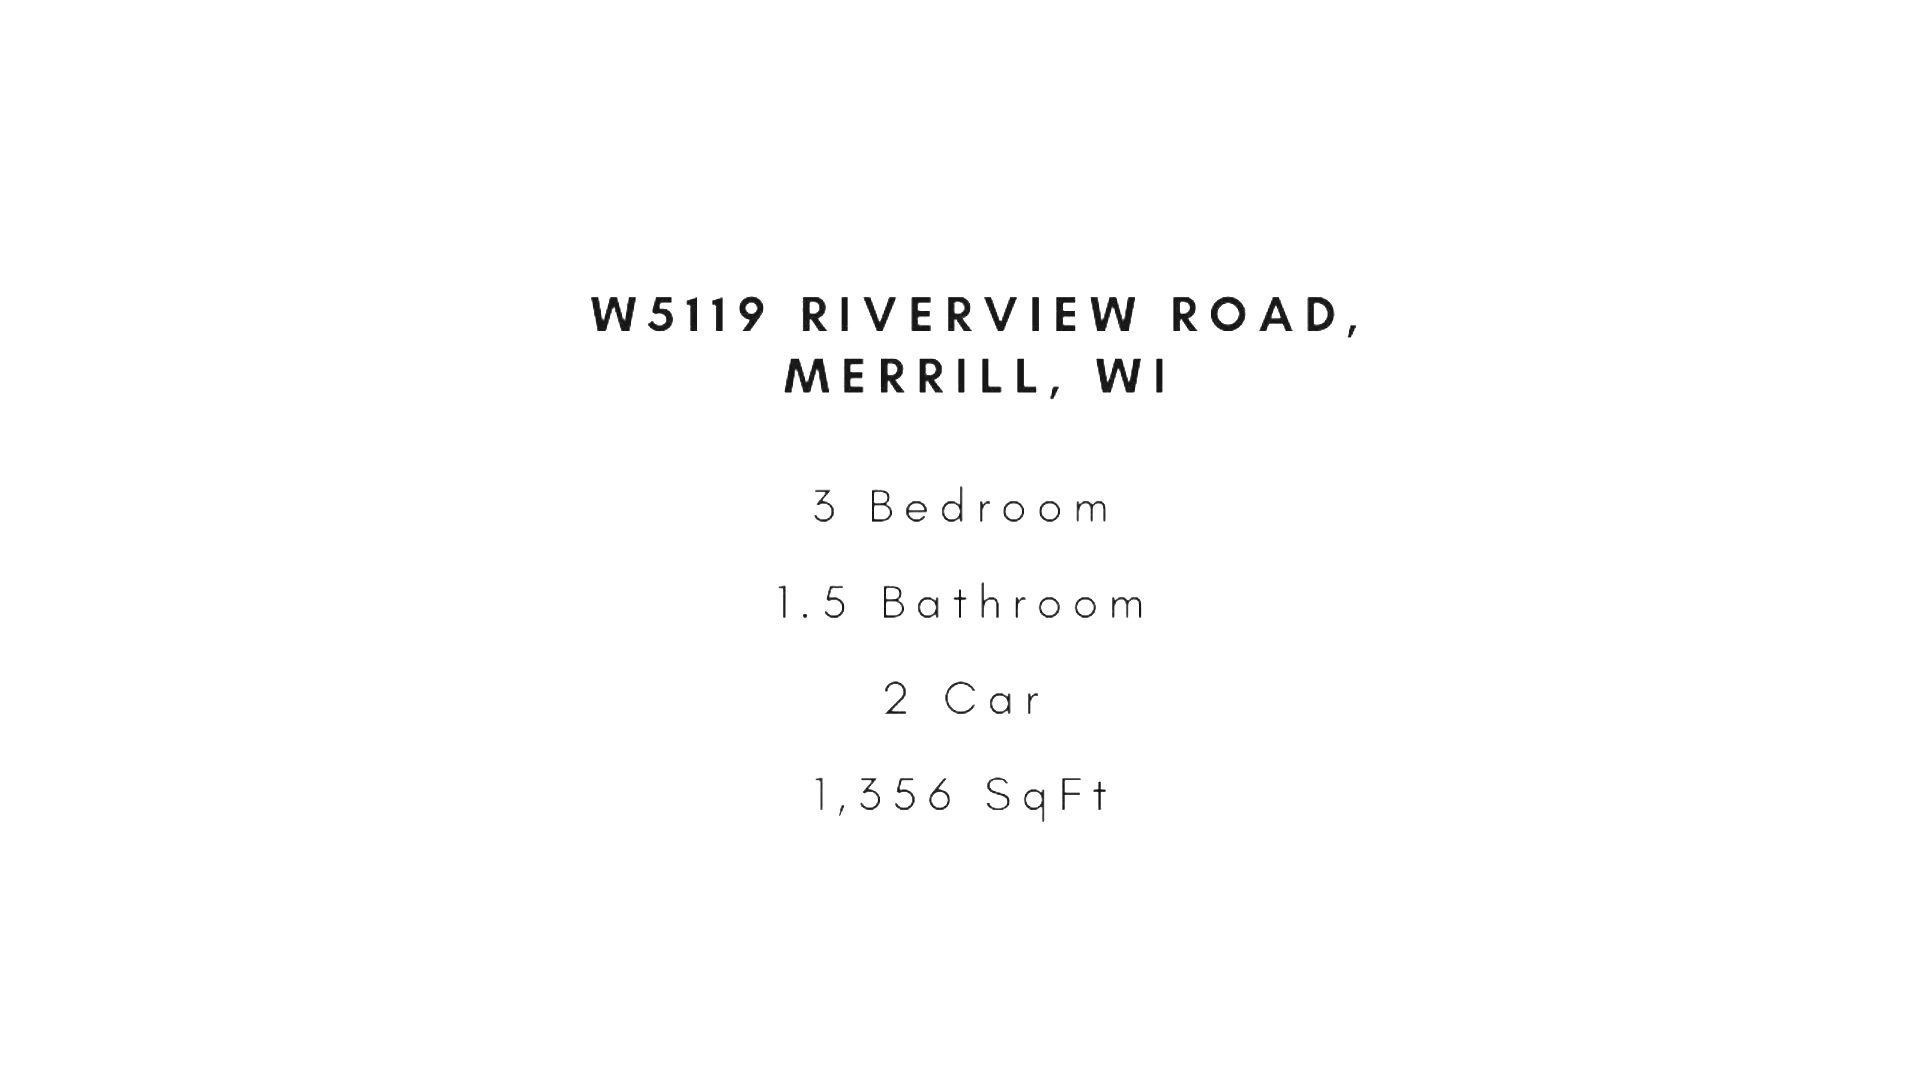 W5119 RIVERVIEW ROAD,
MERRILL, WI
3 Bedroom
1.5 Bathroom
2 Car
1,356 SqFt